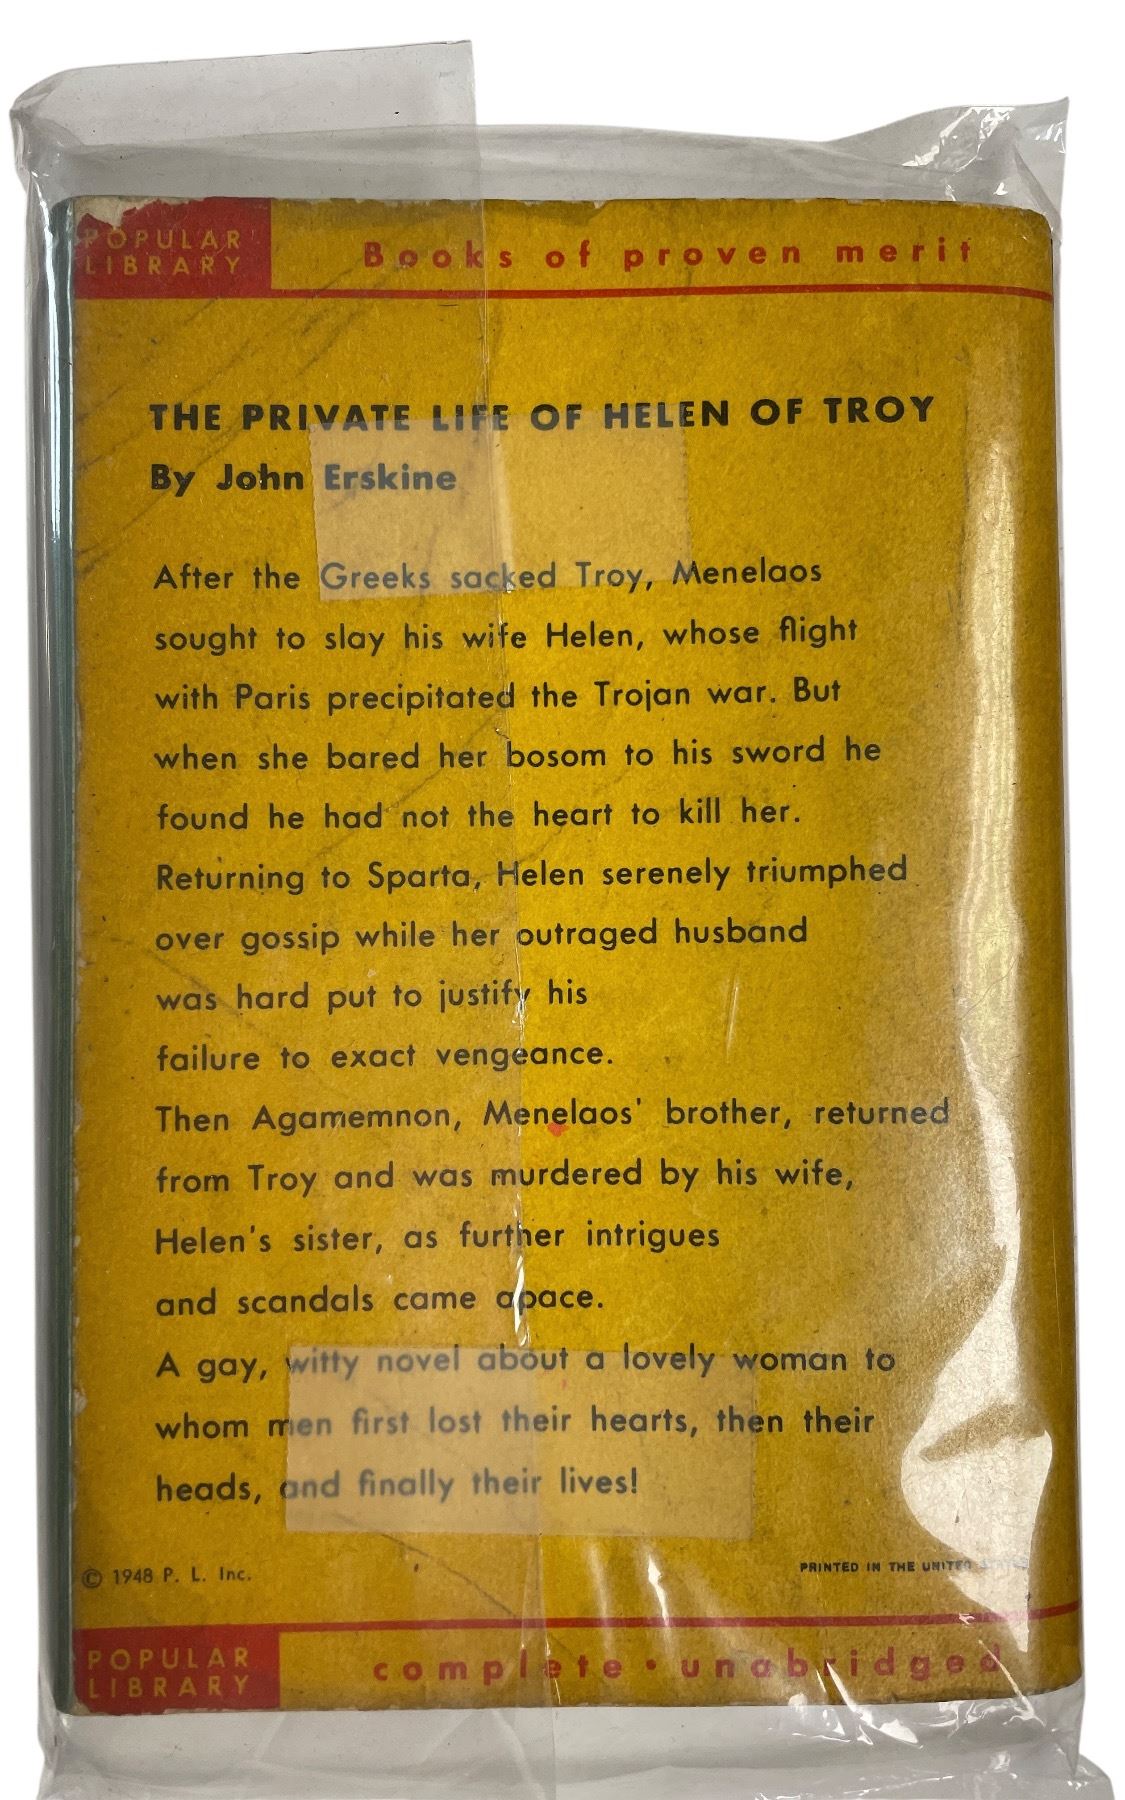 POPULAR
LIBRARY
Books of proven merit
THE PRIVATE LIFE OF HELEN OF TROY
By John Erskine
After the Greeks sacked Troy, Menelaos
sought to slay his wife Helen, whose flight
with Paris precipitated the Trojan war. But
when she bared her bosom to his sword he
found he had not the heart to kill her.
Returning to Sparta, Helen serenely triumphed
over gossip while her outraged husband
was hard put to justify his
failure to exact vengeance.
Then Agamemnon, Menelaos' brother, returned
from Troy and was murdered by his wife,
Helen's sister, as further intrigues
and scandals came apace.
A gay, witty novel about a lovely woman to
whom men first lost their hearts, then their
heads, and finally their lives!
© 1948 P. L. Inc.
PRINTED IN THE UNITED STATES
POPULAR
LIBRARY
complete • unabridged